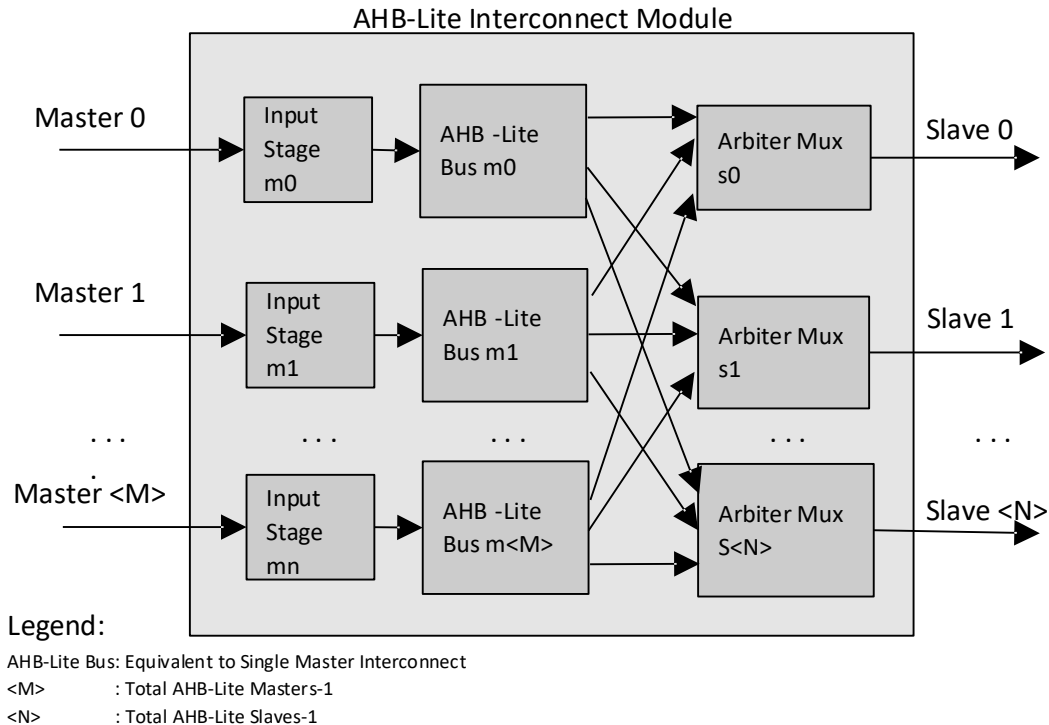 AHB-Lite Interconnect Module
Master 0
Input
Stage
m0
AHB -Lite
Bus m0
Arbiter Mux
s0
Slave 0
Master 1
Input
Stage
m1
AHB -Lite
Bus m1
Arbiter Mux
s1
Slave 1
. . .
. . .
. . .
. . .
. . .
.
Master <M>
Input
Stage
mn
AHB -Lite
Bus m<M>
Arbiter Mux
S<N>
Slave <N>
Legend:
AHB-Lite Bus: Equivalent to Single Master Interconnect
<M> : Total AHB-Lite Masters-1
<N> : Total AHB-Lite Slaves-1